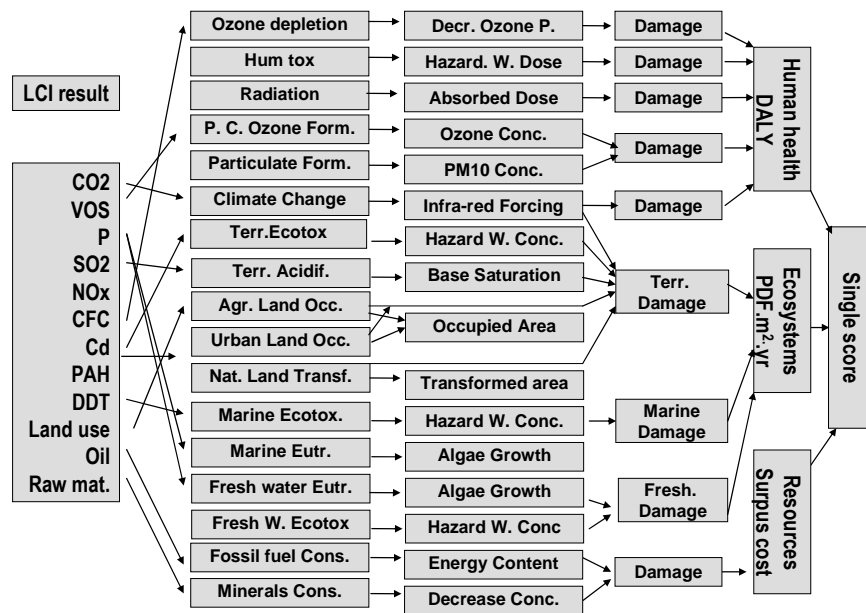 LCI result
CO2
VOS
P
SO2
NOx
CFC
Cd
PAH
DDT
Land use
Oil
Raw mat.
Ozone depletion
Hum tox
Radiation
P. C. Ozone Form.
Particulate Form.
Climate Change
Terr.Ecotox
Terr. Acidif.
Agr. Land Occ.
Urban Land Occ.
Nat. Land Transf.
Marine Ecotox.
Marine Eutr.
Fresh water Eutr.
Fresh W. Ecotox
Fossil fuel Cons.
Minerals Cons.
Decr. Ozone P.
Hazard. W. Dose
Absorbed Dose
Ozone Conc.
PM10 Conc.
Infra-red Forcing
Hazard W. Conc.
Base Saturation
Occupied Area
Transformed area
Hazard W. Conc.
Algae Growth
Algae Growth
Hazard W. Conc
Energy Content
Decrease Conc.
Damage
Damage
Damage
Damage
Damage
Terr.
Damage
Marine
Damage
Fresh.
Damage
Damage
Human health
DALY
Ecosystems
PDF.m².yr
Resources
Surpus cost
Single score